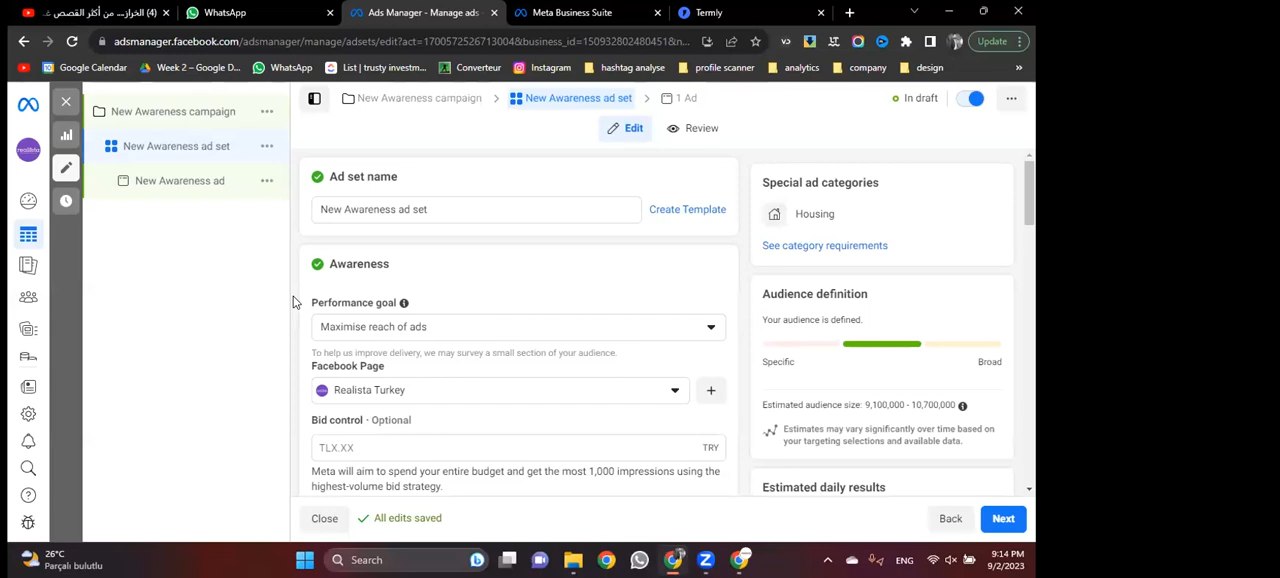 (4) الخراز... من أكثر القصص غـ
WhatsApp
Ads Manager - Manage ads
Meta Business Suite
Termly
adsmanager.facebook.com/adsmanager/manage/adsets/edit?act=1700572526713004&business_id=150932802480451&n...
Update
Google Calendar
Week 2 – Google D...
WhatsApp
List | trusty investm...
Converteur
Instagram
hashtag analyse
profile scanner
analytics
company
design
»
New Awareness campaign
New Awareness ad set
1 Ad
In draft
Edit
Review
New Awareness campaign
New Awareness ad set
New Awareness ad
Ad set name
New Awareness ad set
Create Template
Awareness
Performance goal
Maximise reach of ads
To help us improve delivery, we may survey a small section of your audience.
Facebook Page
Realista Turkey
Bid control · Optional
TLX.XX
TRY
Meta will aim to spend your entire budget and get the most 1,000 impressions using the
highest-volume bid strategy.
Special ad categories
Housing
See category requirements
Audience definition
Your audience is defined.
Specific
Broad
Estimated audience size: 9,100,000 - 10,700,000
Estimates may vary significantly over time based on
your targeting selections and available data.
Estimated daily results
Close
All edits saved
Back
Next
26°C
Parçalı bulutlu
Search
ENG
9:14 PM
9/2/2023